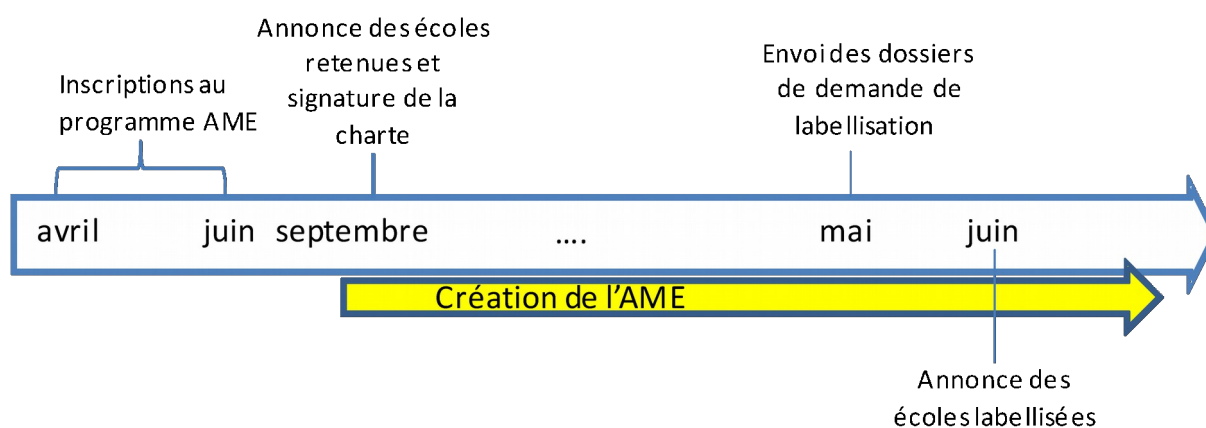 Inscriptions au
programme AME
Annonce des écoles
retenues et
signature de la
charte
Envoi des dossiers
de demande de
labellisation
avril juin septembre .... mai juin
Création de l'AME
Annonce des
écoles labellisées